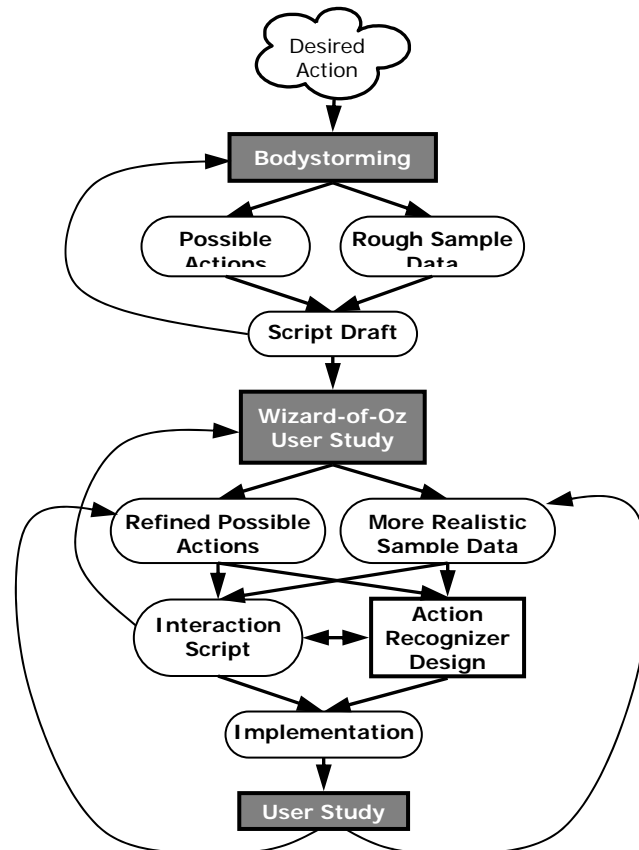 Desired
Action
Bodystorming
Possible
Actions
Rough Sample
Data
Script Draft
Wizard-of-Oz
User Study
Refined Possible
Actions
More Realistic
Sample Data
Interaction
Script
Action
Recognizer
Design
Implementation
User Study